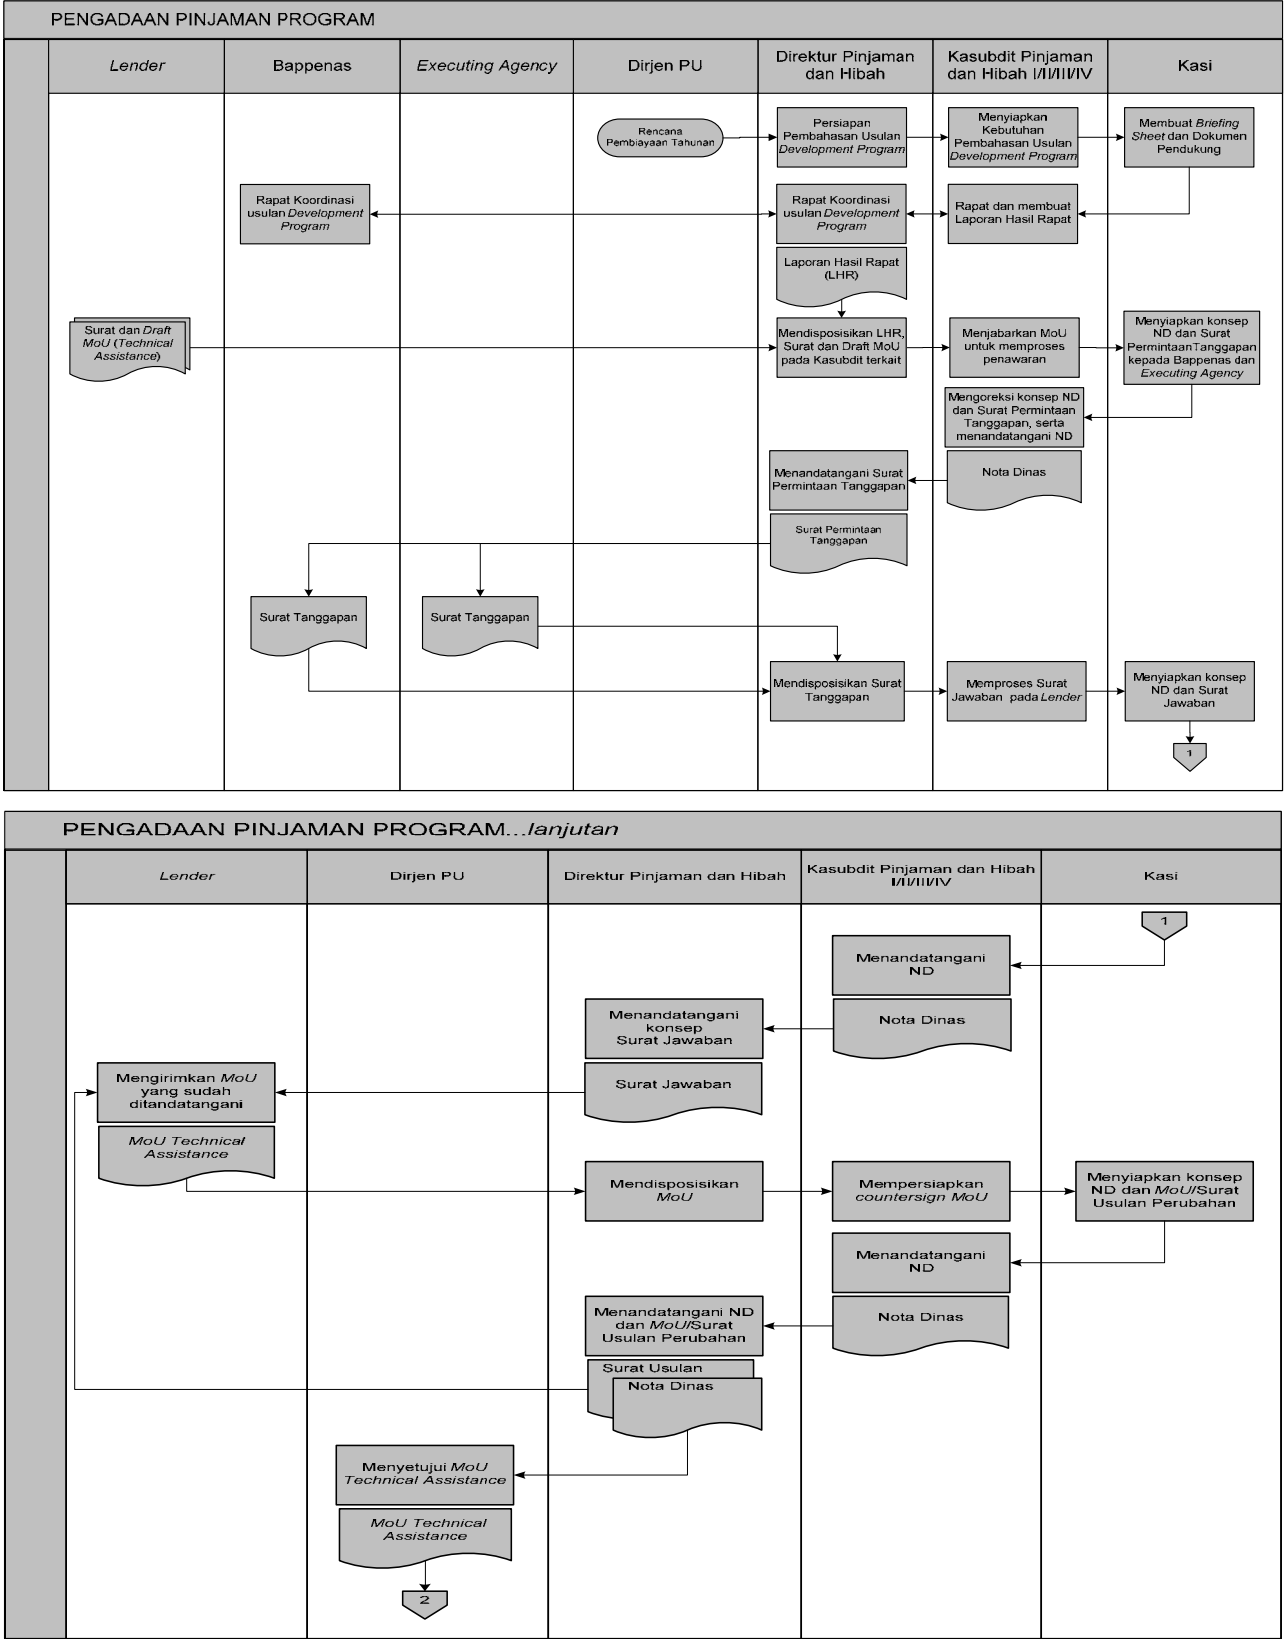 PENGADAAN PINJAMAN PROGRAM
Lender
Bappenas
Executing Agency
Dirjen PU
Direktur Pinjaman
dan Hibah
Kasubdit Pinjaman
dan Hibah I/II/III/IV
Kasi
Rencana
Pembiayaan Tahunan
Persiapan
Pembahasan Usulan
Development Program
Menyiapkan
Kebutuhan
Pembahasan Usulan
Development Program
Membuat Briefing
Sheet dan Dokumen
Pendukung
Rapat Koordinasi
usulan Development
Program
Rapat Koordinasi
usulan Development
Program
Rapat dan membuat
Laporan Hasil Rapat
Laporan Hasil Rapat
(LHR)
Surat dan Draft
MoU (Technical
Assistance)
Mendisposisikan LHR,
Surat dan Draft MoU
pada Kasubdit terkait
Menjabarkan MoU
untuk memproses
penawaran
Menyiapkan konsep
ND dan Surat
PermintaanTanggapan
kepada Bappenas dan
Executing Agency
Mengoreksi konsep ND
dan Surat Permintaan
Tanggapan, serta
menandatangani ND
Menandatangani Surat
Permintaan Tanggapan
Nota Dinas
Surat Permintaan
Tanggapan
Surat Tanggapan
Surat Tanggapan
Mendisposisikan Surat
Tanggapan
Memproses Surat
Jawaban pada Lender
Menyiapkan konsep
ND dan Surat
Jawaban
1
PENGADAAN PINJAMAN PROGRAM...lanjutan
Lender
Dirjen PU
Direktur Pinjaman dan Hibah
Kasubdit Pinjaman dan Hibah
I/II/III/IV
Kasi
1
Menandatangani
ND
Menandatangani
konsep
Surat Jawaban
Nota Dinas
Mengirimkan MoU
yang sudah
ditandatangani
Surat Jawaban
MoU Technical
Assistance
Mendisposisikan
MoU
Mempersiapkan
countersign MoU
Menyiapkan konsep
ND dan MoU/Surat
Usulan Perubahan
Menandatangani
ND
Menandatangani ND
dan MoU/Surat
Usulan Perubahan
Nota Dinas
Surat Usulan
Nota Dinas
Menyetujui MoU
Technical Assistance
MoU Technical
Assistance
2